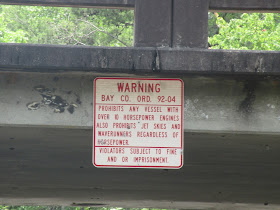 WARNING
BAY CO. ORD. 92-04
PROHIBITS ANY VESSEL WITH
OVER 10 HORSEPOWER ENGINES
ALSO PROHIBITS JET SKIES AND
WAVERUNNERS REGARDLESS OF
HORSEPOWER.
VIOLATORS SUBJECT TO FINE
AND OR IMPRISONMENT.